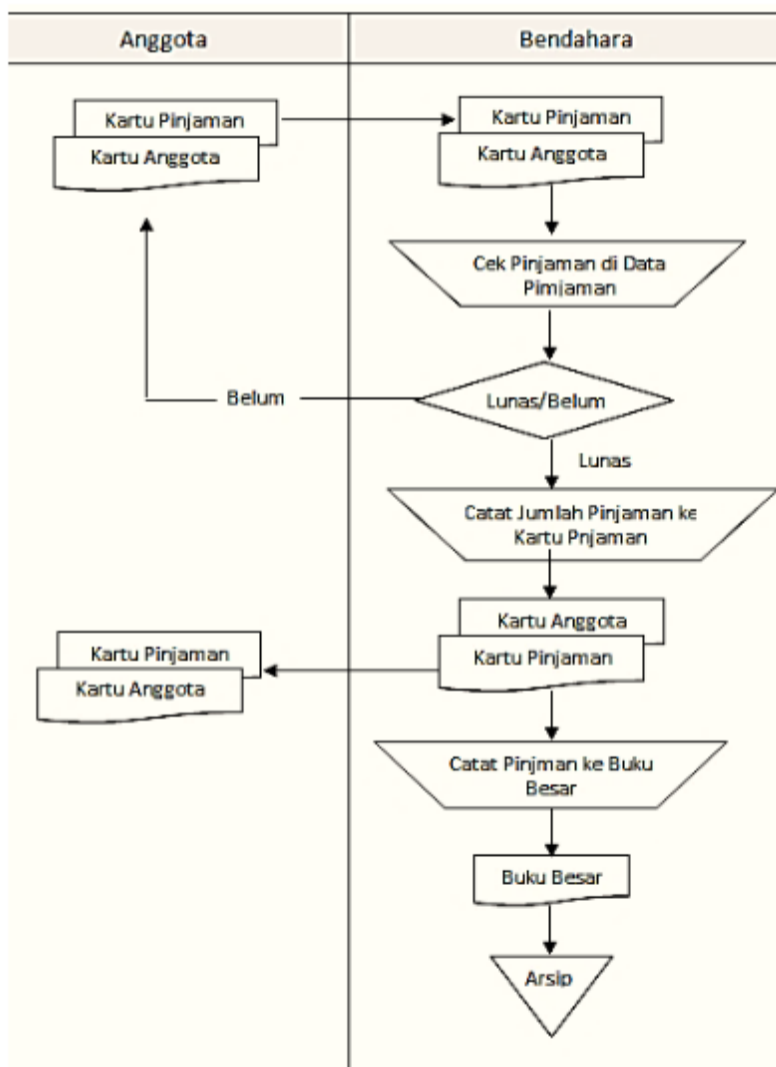 Anggota
Bendahara
Kartu Pinjaman
Kartu Anggota
Kartu Pinjaman
Kartu Anggota
Cek Pinjaman di Data
Pimjaman
Belum
Lunas/Belum
Lunas
Catat Jumlah Pinjaman ke
Kartu Pnjaman
Kartu Anggota
Kartu Pinjaman
Kartu Pinjaman
Kartu Anggota
Catat Pinjman ke Buku
Besar
Buku Besar
Arsip